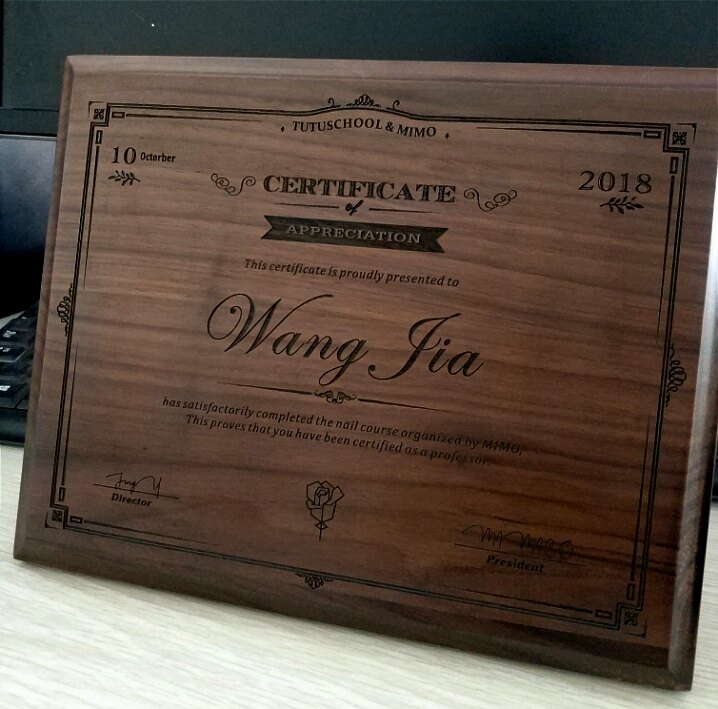 TUTUSCHOOL & MIMO
10 Octorber
2018
CERTIFICATE
of
APPRECIATION
This certificate is proudly presented to
Wang Jia
has satisfactorily completed the nail course organized by MIMO.
This proves that you have been certified as a professor.
Director
President